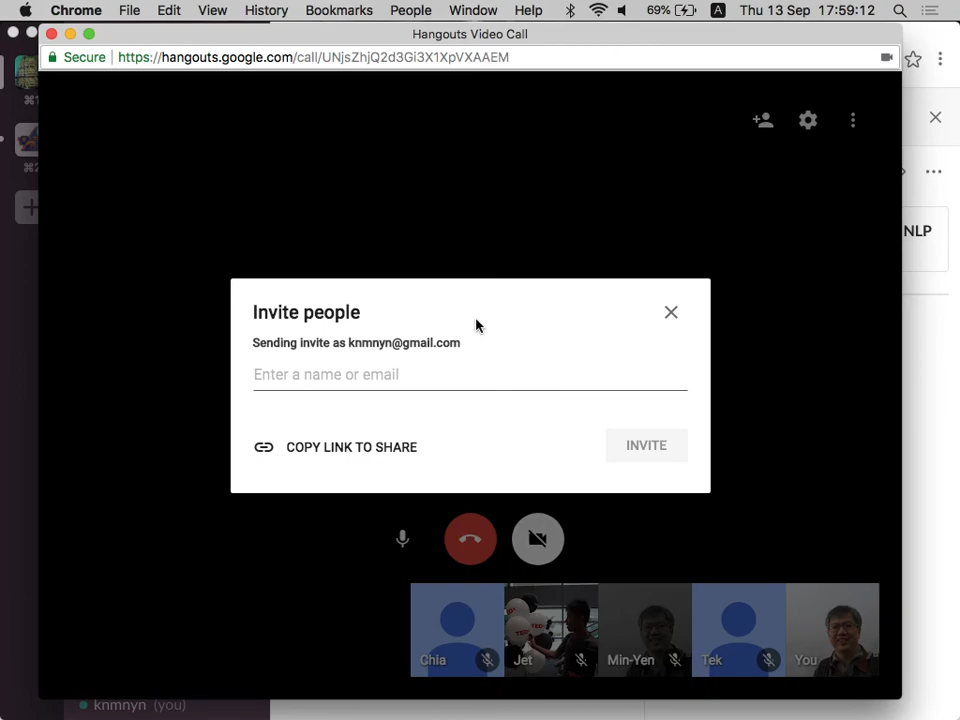 Chrome File Edit View History Bookmarks People Window Help 69% A Thu 13 Sep 17:59:12
Hangouts Video Call
Secure https://hangouts.google.com/call/UNjsZhjQ2d3Gi3X1XpVXAAEM
NLP
Invite people
Sending invite as knmnyn@gmail.com
Enter a name or email
COPY LINK TO SHARE
INVITE
Chia Jet Min-Yen Tek You
knmnyn (you)